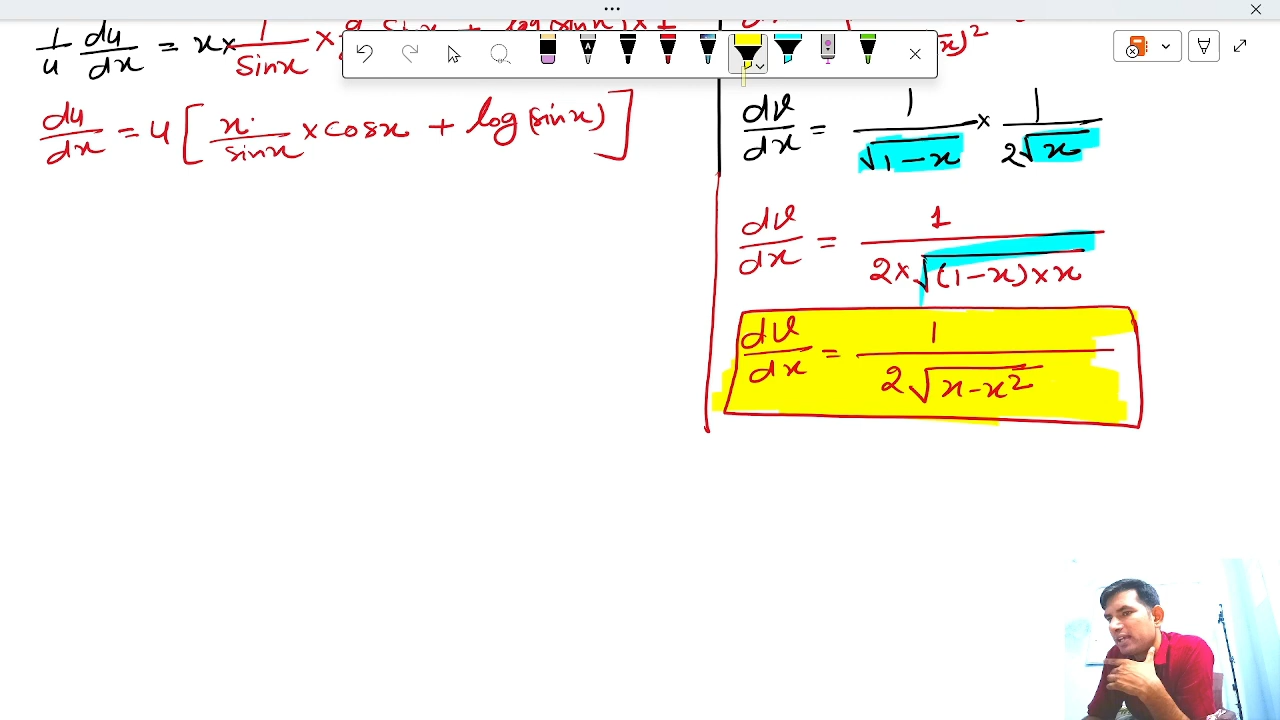 1/u du/dx = x × 1/sinx ×
du/dx = u [ x/sinx × cosx + log(sinx) ]
x)²
dv/dx = 1/√1-x × 1/2√x
dv/dx = 1/2×√(1-x)×x
dv/dx = 1/2√x-x²